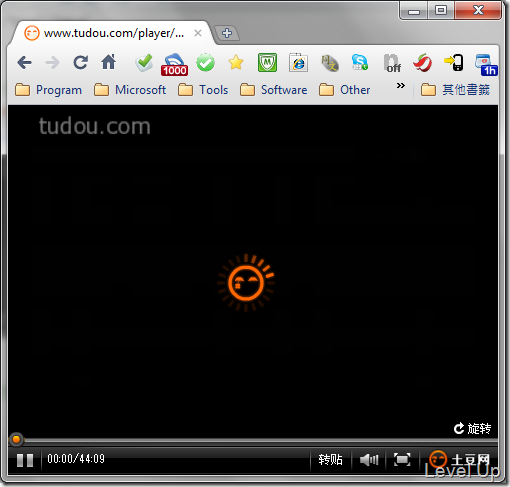 www.tudou.com/player/...
1000
off
1h
Program Microsoft Tools Software Other » 其他書籤
tudou.com
旋转
00:00/44:09 转贴 土豆网
Level Up